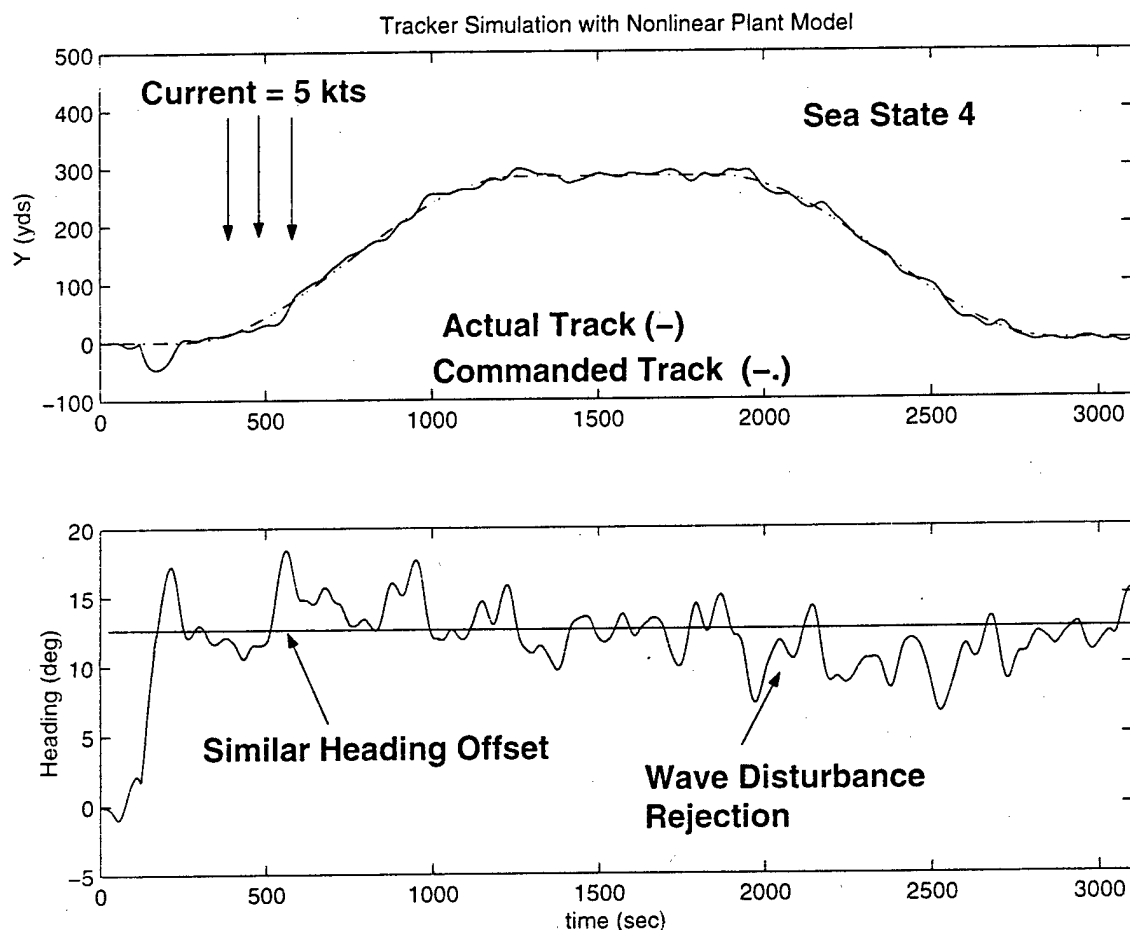 Tracker Simulation with Nonlinear Plant Model
500
400
300
200
100
0
−100
Y (yds)
Current = 5 kts
Sea State 4
Actual Track (−)
Commanded Track (−.)
0
500
1000
1500
2000
2500
3000
20
15
10
5
0
−5
Heading (deg)
Similar Heading Offset
Wave Disturbance
Rejection
0
500
1000
1500
2000
2500
3000
time (sec)